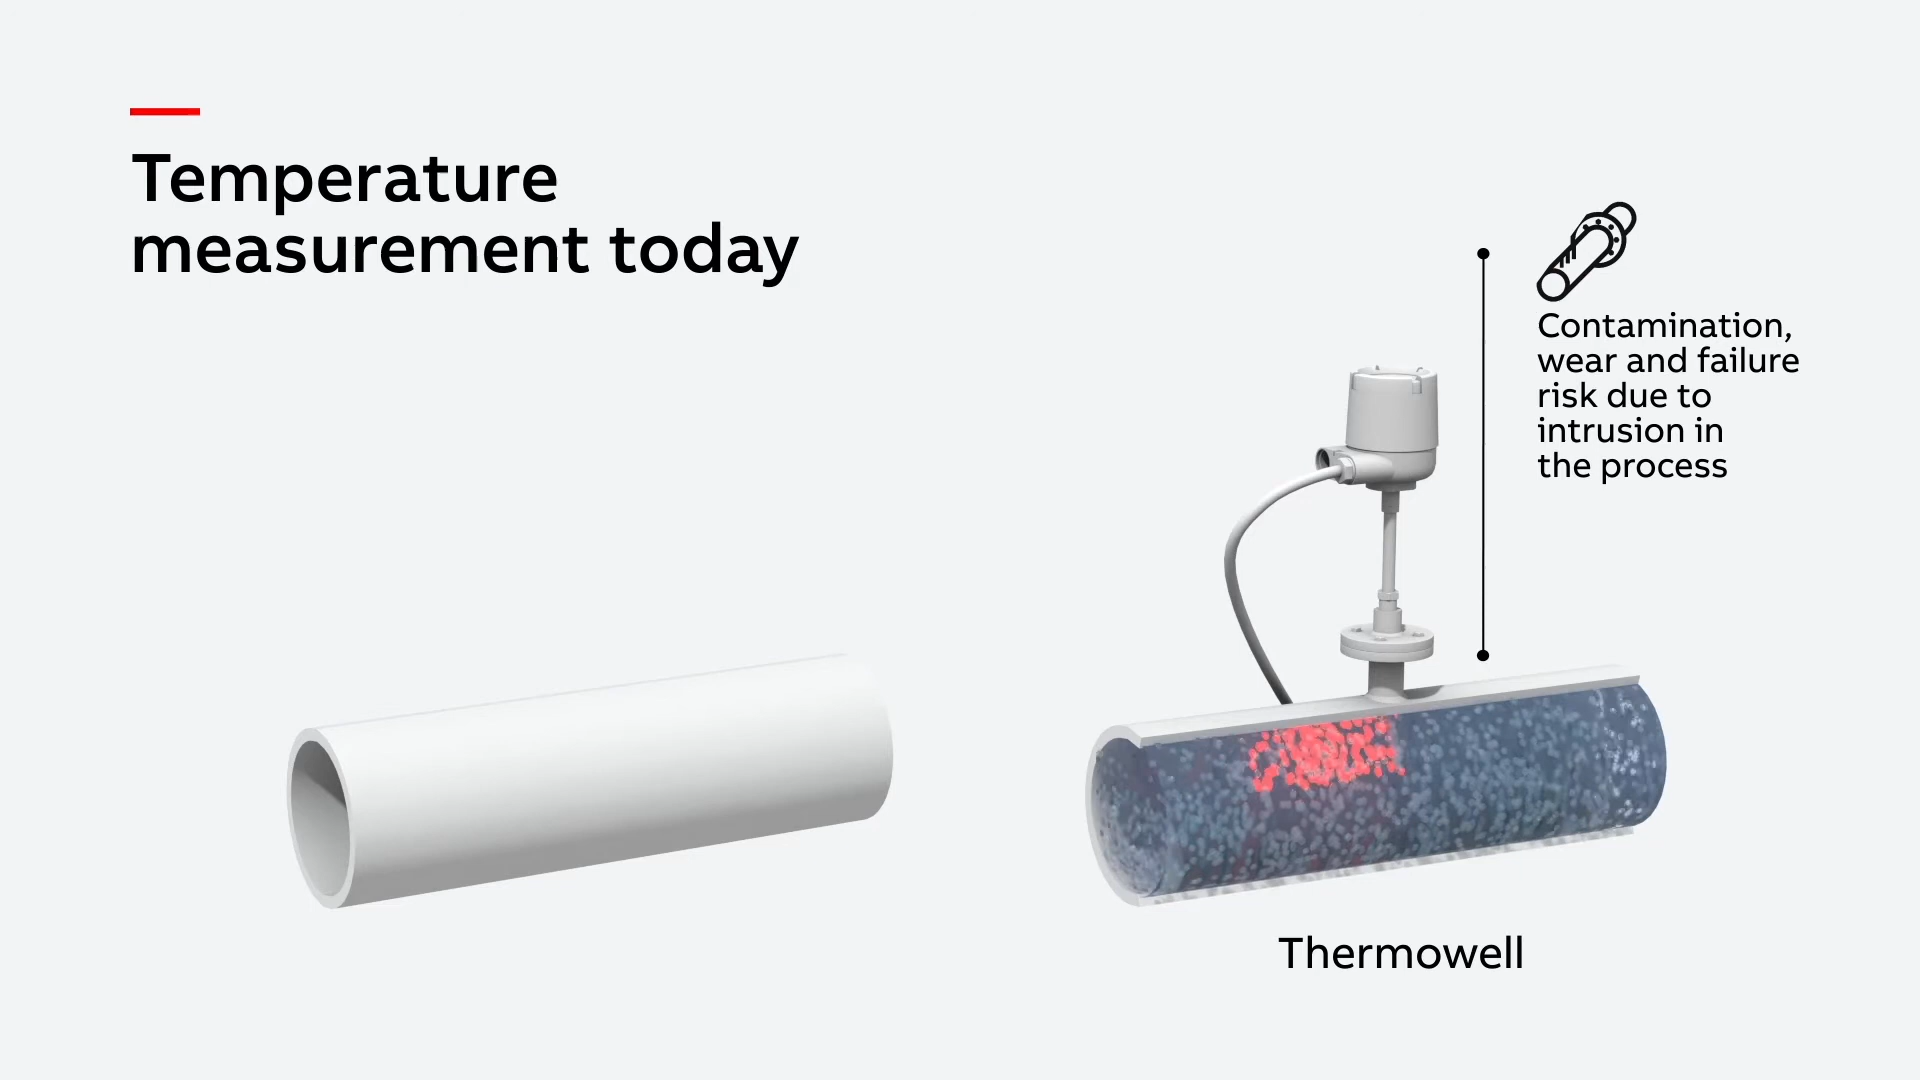 Temperature
measurement today
Contamination,
wear and failure
risk due to
intrusion in
the process
Thermowell